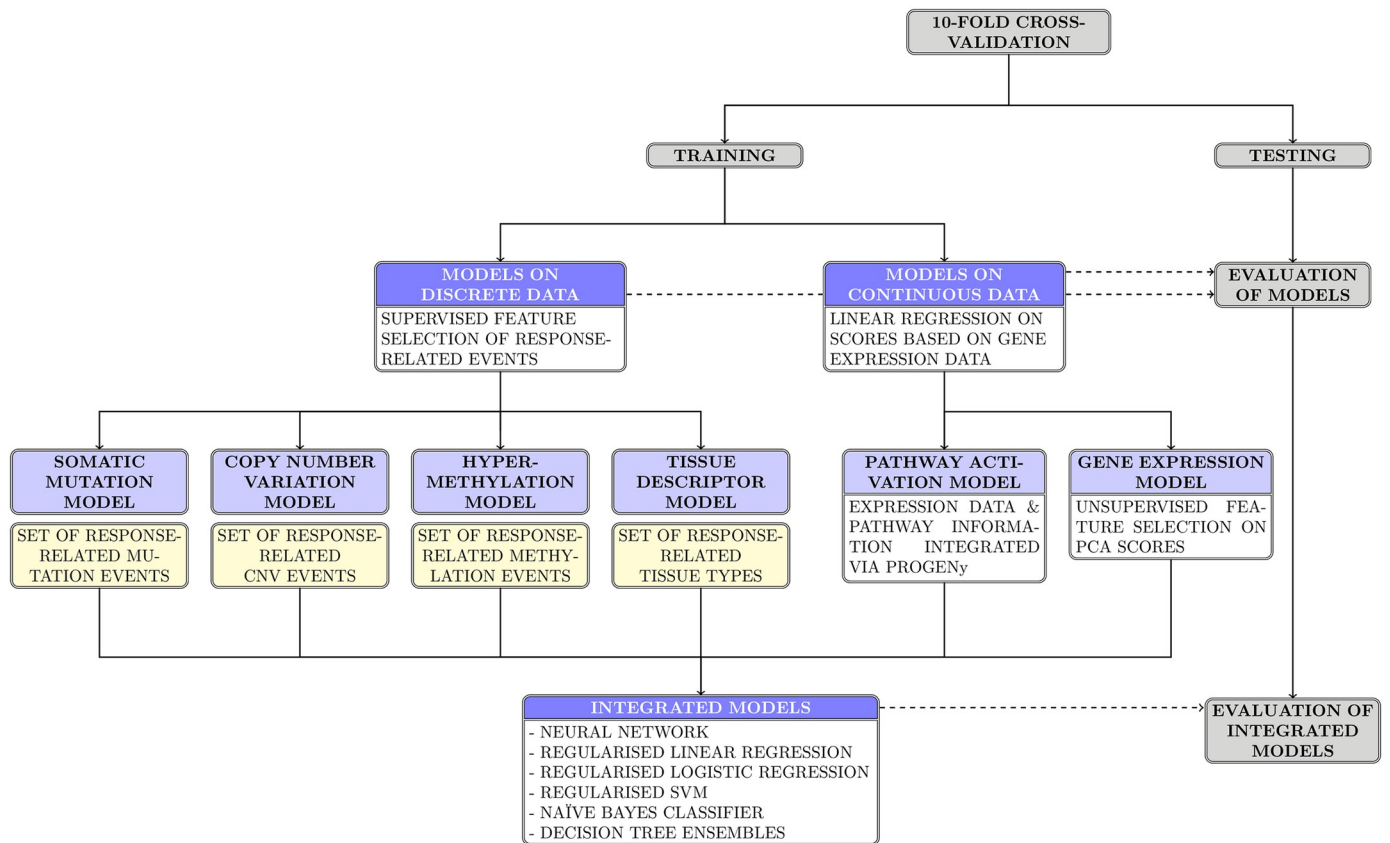 10-FOLD CROSS-
VALIDATION
TRAINING
TESTING
MODELS ON
DISCRETE DATA
SUPERVISED FEATURE
SELECTION OF RESPONSE-
RELATED EVENTS
MODELS ON
CONTINUOUS DATA
LINEAR REGRESSION ON
SCORES BASED ON GENE
EXPRESSION DATA
EVALUATION
OF MODELS
SOMATIC
MUTATION
MODEL
SET OF RESPONSE-
RELATED MU-
TATION EVENTS
COPY NUMBER
VARIATION
MODEL
SET OF RESPONSE-
RELATED
CNV EVENTS
HYPER-
METHYLATION
MODEL
SET OF RESPONSE-
RELATED METHY-
LATION EVENTS
TISSUE
DESCRIPTOR
MODEL
SET OF RESPONSE-
RELATED
TISSUE TYPES
PATHWAY ACTI-
VATION MODEL
EXPRESSION DATA &
PATHWAY INFORMA-
TION INTEGRATED
VIA PROGENy
GENE EXPRESSION
MODEL
UNSUPERVISED FEA-
TURE SELECTION ON
PCA SCORES
INTEGRATED MODELS
- NEURAL NETWORK
- REGULARISED LINEAR REGRESSION
- REGULARISED LOGISTIC REGRESSION
- REGULARISED SVM
- NAÏVE BAYES CLASSIFIER
- DECISION TREE ENSEMBLES
EVALUATION OF
INTEGRATED
MODELS